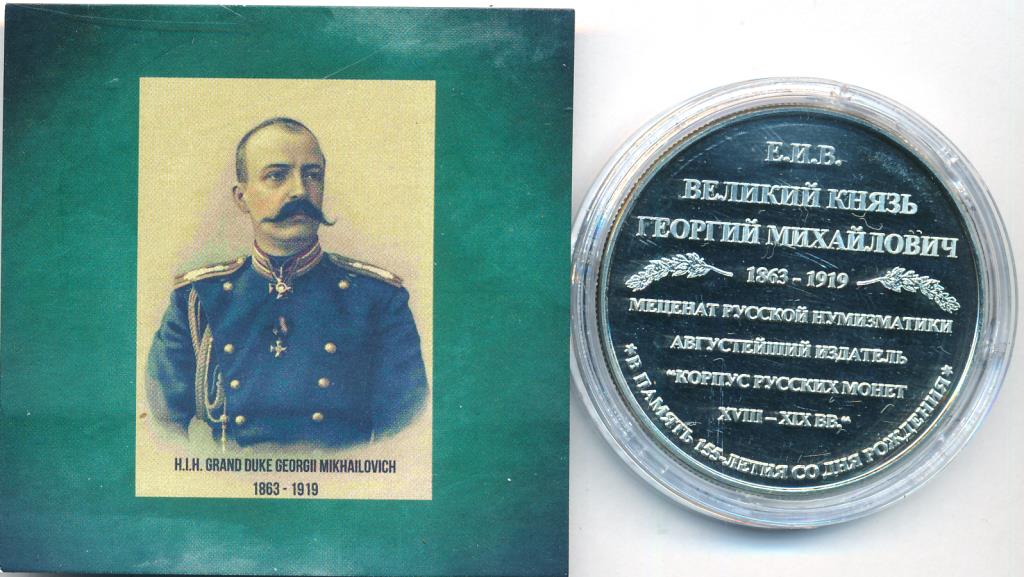 H.I.H. GRAND DUKE GEORGII MIKHAILOVICH
1863 - 1919
Е.И.В.
ВЕЛИКИЙ КНЯЗЬ
ГЕОРГИЙ МИХАЙЛОВИЧ
1863 - 1919
МЕЦЕНАТ РУССКОЙ НУМИЗМАТИКИ
АВГУСТЕЙШИЙ ИЗДАТЕЛЬ
"КОРПУС РУССКИХ МОНЕТ
XVIII – XIX ВВ."
*В ПАМЯТЬ 155-ЛЕТИЯ СО ДНЯ РОЖДЕНИЯ*